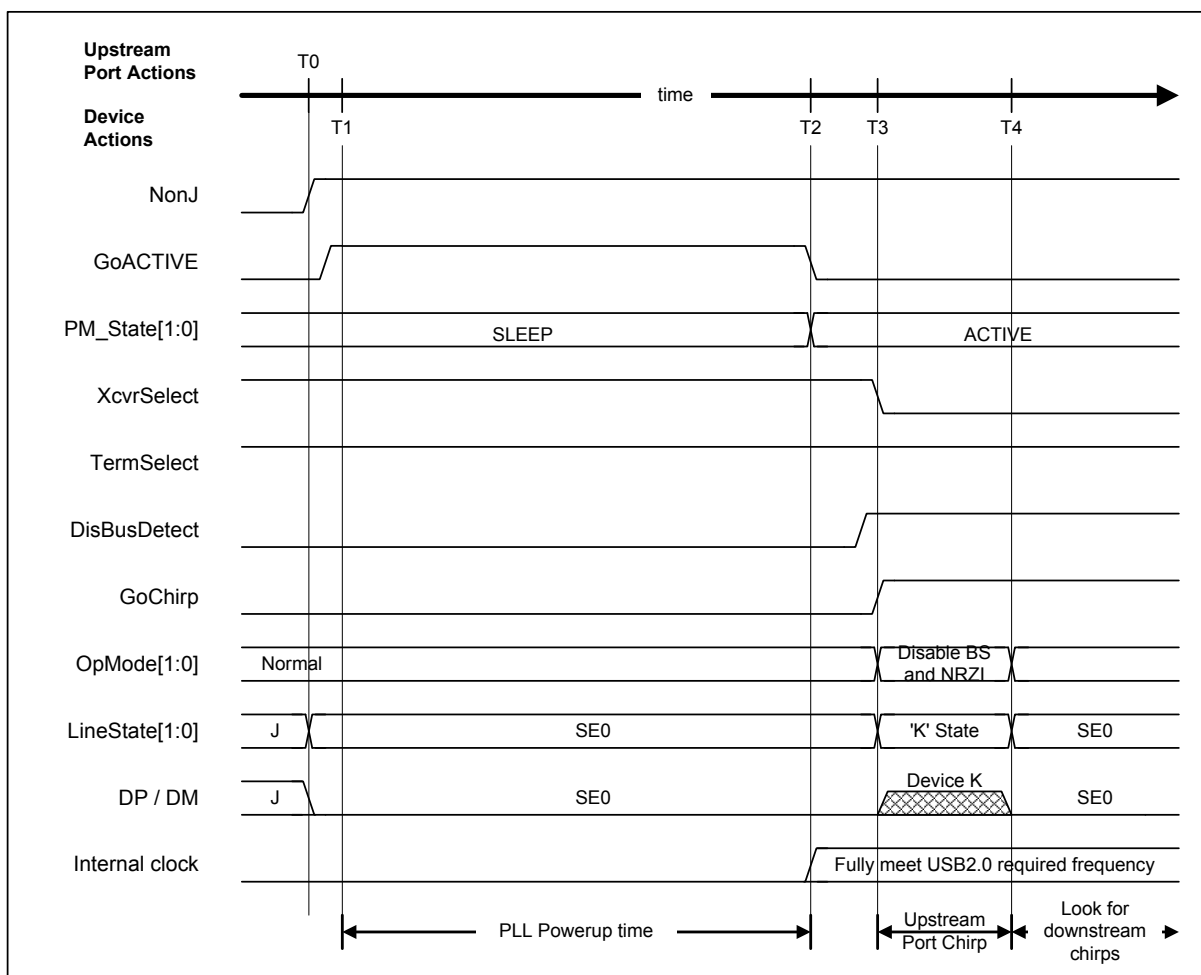 Upstream
Port Actions
T0
time
Device
Actions
T1
T2
T3
T4
NonJ
GoACTIVE
PM_State[1:0]
SLEEP
ACTIVE
XcvrSelect
TermSelect
DisBusDetect
GoChirp
OpMode[1:0]
Normal
Disable BS
and NRZI
LineState[1:0]
J
SE0
'K' State
SE0
DP / DM
J
SE0
Device K
SE0
Internal clock
Fully meet USB2.0 required frequency
PLL Powerup time
Upstream
Port Chirp
Look for
downstream
chirps